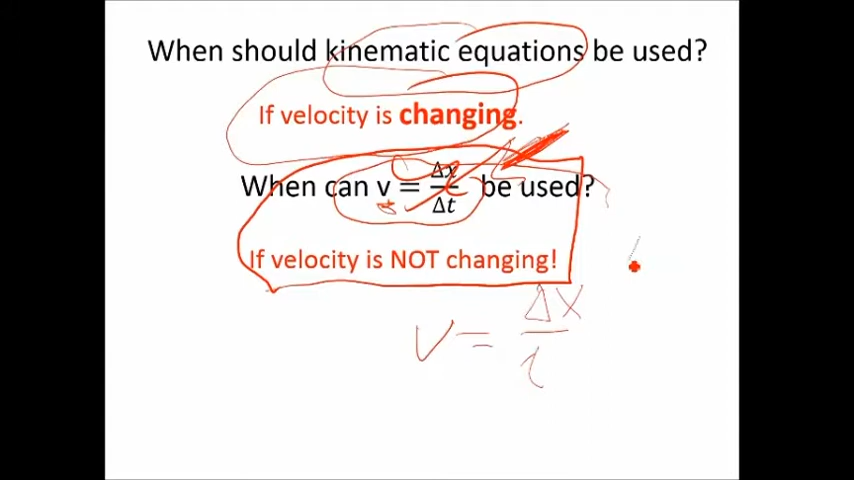 When should kinematic equations be used?
If velocity is changing.
When can v = Δx/Δt be used?
If velocity is NOT changing!
V = ΔX/t